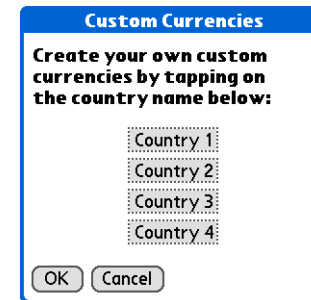 Custom Currencies
Create your own custom
currencies by tapping on
the country name below:
Country 1
Country 2
Country 3
Country 4
OK Cancel